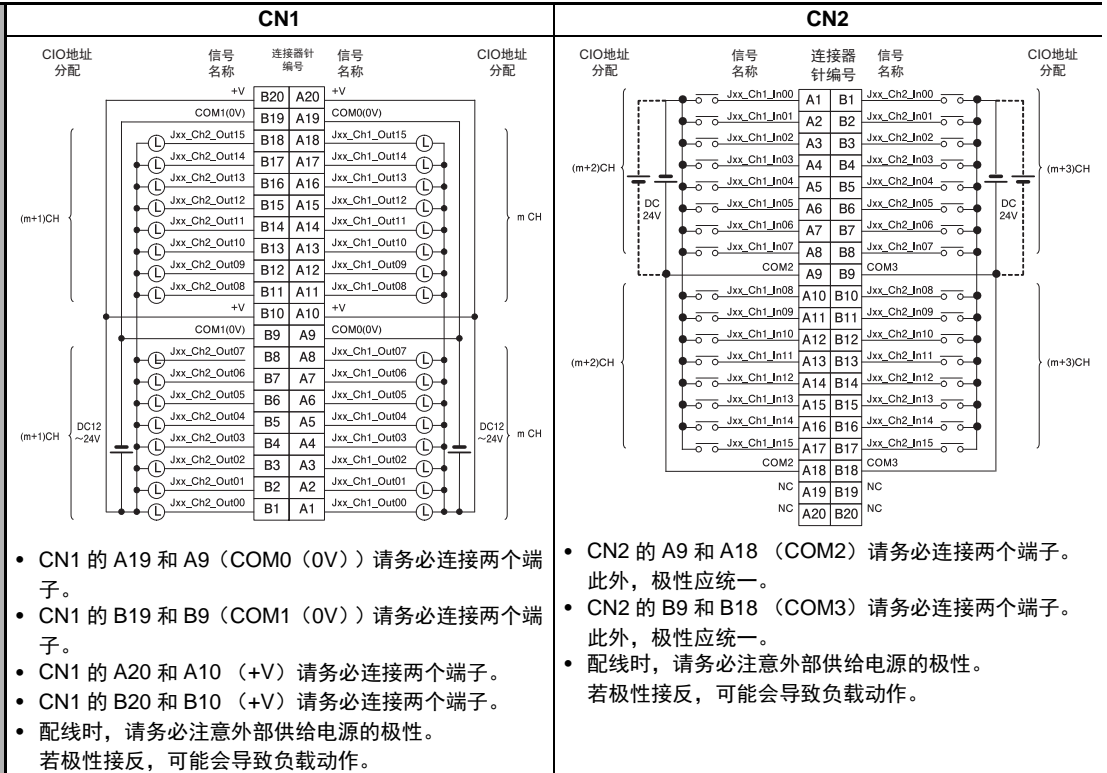 CN1
CIO地址 信号 连接器针 信号 CIO地址
分配 名称 编号 名称 分配
+V B20 A20 +V
COM1(0V) B19 A19 COM0(0V)
L Jxx_Ch2_Out15 B18 A18 Jxx_Ch1_Out15 L
L Jxx_Ch2_Out14 B17 A17 Jxx_Ch1_Out14 L
L Jxx_Ch2_Out13 B16 A16 Jxx_Ch1_Out13 L
L Jxx_Ch2_Out12 B15 A15 Jxx_Ch1_Out12 L
(m+1)CH L Jxx_Ch2_Out11 B14 A14 Jxx_Ch1_Out11 L m CH
L Jxx_Ch2_Out10 B13 A13 Jxx_Ch1_Out10 L
L Jxx_Ch2_Out09 B12 A12 Jxx_Ch1_Out09 L
L Jxx_Ch2_Out08 B11 A11 Jxx_Ch1_Out08 L
+V B10 A10 +V
COM1(0V) B9 A9 COM0(0V)
L Jxx_Ch2_Out07 B8 A8 Jxx_Ch1_Out07 L
L Jxx_Ch2_Out06 B7 A7 Jxx_Ch1_Out06 L
L Jxx_Ch2_Out05 B6 A6 Jxx_Ch1_Out05 L
DC12 L Jxx_Ch2_Out04 B5 A5 Jxx_Ch1_Out04 L DC12
(m+1)CH ~24V L Jxx_Ch2_Out03 B4 A4 Jxx_Ch1_Out03 L ~24V m CH
L Jxx_Ch2_Out02 B3 A3 Jxx_Ch1_Out02 L
L Jxx_Ch2_Out01 B2 A2 Jxx_Ch1_Out01 L
L Jxx_Ch2_Out00 B1 A1 Jxx_Ch1_Out00 L
• CN1 的 A19 和 A9（COM0（0V））请务必连接两个端
子。
• CN1 的 B19 和 B9（COM1（0V））请务必连接两个端
子。
• CN1 的 A20 和 A10 （+V）请务必连接两个端子。
• CN1 的 B20 和 B10 （+V）请务必连接两个端子。
• 配线时，请务必注意外部供给电源的极性。
若极性接反，可能会导致负载动作。
CN2
CIO地址 信号 连接器 信号 CIO地址
分配 名称 针编号 名称 分配
Jxx_Ch1_In00 A1 B1 Jxx_Ch2_In00
Jxx_Ch1_In01 A2 B2 Jxx_Ch2_In01
Jxx_Ch1_In02 A3 B3 Jxx_Ch2_In02
(m+2)CH Jxx_Ch1_In03 A4 B4 Jxx_Ch2_In03 (m+3)CH
Jxx_Ch1_In04 A5 B5 Jxx_Ch2_In04
DC Jxx_Ch1_In05 A6 B6 Jxx_Ch2_In05 DC
24V Jxx_Ch1_In06 A7 B7 Jxx_Ch2_In06 24V
Jxx_Ch1_In07 A8 B8 Jxx_Ch2_In07
COM2 A9 B9 COM3
Jxx_Ch1_In08 A10 B10 Jxx_Ch2_In08
Jxx_Ch1_In09 A11 B11 Jxx_Ch2_In09
Jxx_Ch1_In10 A12 B12 Jxx_Ch2_In10
(m+2)CH Jxx_Ch1_In11 A13 B13 Jxx_Ch2_In11 (m+3)CH
Jxx_Ch1_In12 A14 B14 Jxx_Ch2_In12
Jxx_Ch1_In13 A15 B15 Jxx_Ch2_In13
Jxx_Ch1_In14 A16 B16 Jxx_Ch2_In14
Jxx_Ch1_In15 A17 B17 Jxx_Ch2_In15
COM2 A18 B18 COM3
NC A19 B19 NC
NC A20 B20 NC
• CN2 的 A9 和 A18 （COM2）请务必连接两个端子。
此外，极性应统一。
• CN2 的 B9 和 B18 （COM3）请务必连接两个端子。
此外，极性应统一。
• 配线时，请务必注意外部供给电源的极性。
若极性接反，可能会导致负载动作。